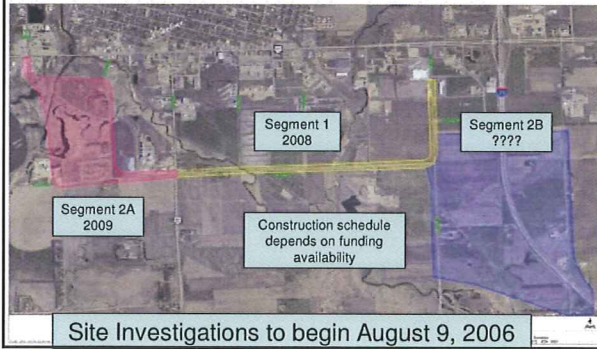 Segment 1
2008
Segment 2B
????
Segment 2A
2009
Construction schedule
depends on funding
availability
Site Investigations to begin August 9, 2006